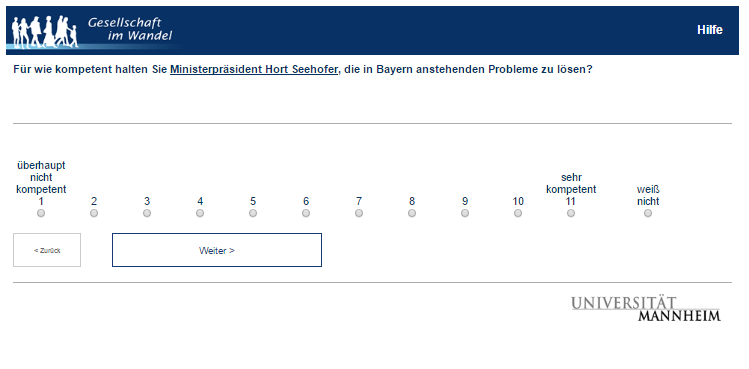 Gesellschaft
im Wandel
Hilfe
Für wie kompetent halten Sie Ministerpräsident Hort Seehofer, die in Bayern anstehenden Probleme zu lösen?
überhaupt
nicht
kompetent
1
2
3
4
5
6
7
8
9
10
sehr
kompetent
11
weiß
nicht
< Zurück
Weiter >
UNIVERSITÄT
MANNHEIM